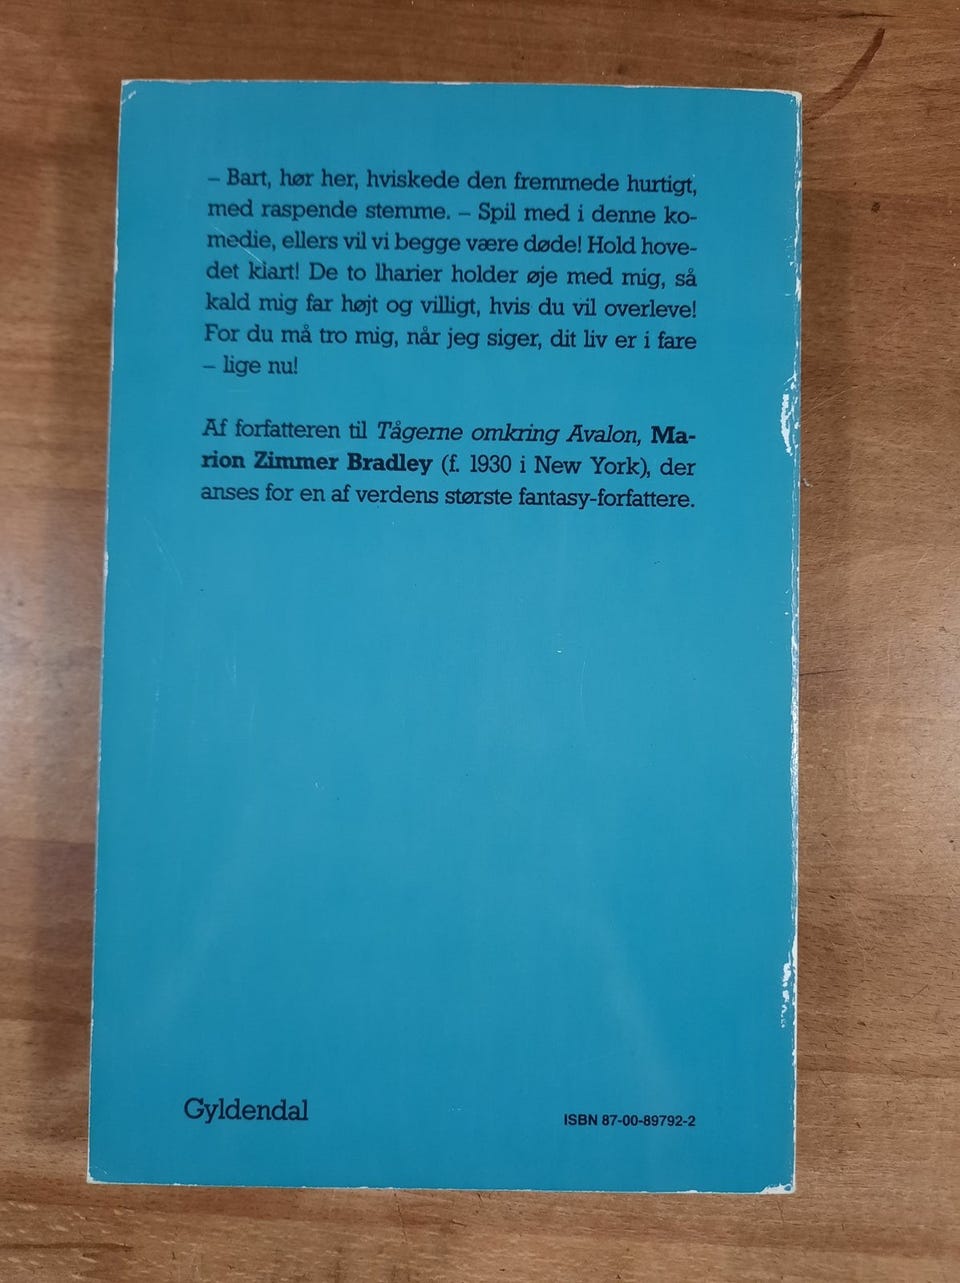 – Bart, hør her, hviskede den fremmede hurtigt,
med raspende stemme. – Spil med i denne ko-
medie, ellers vil vi begge være døde! Hold hove-
det klart! De to lharier holder øje med mig, så
kald mig far højt og villigt, hvis du vil overleve!
For du må tro mig, når jeg siger, dit liv er i fare
– lige nu!
Af forfatteren til Tågerne omkring Avalon, Ma-
rion Zimmer Bradley (f. 1930 i New York), der
anses for en af verdens største fantasy-forfattere.
Gyldendal
ISBN 87-00-89792-2